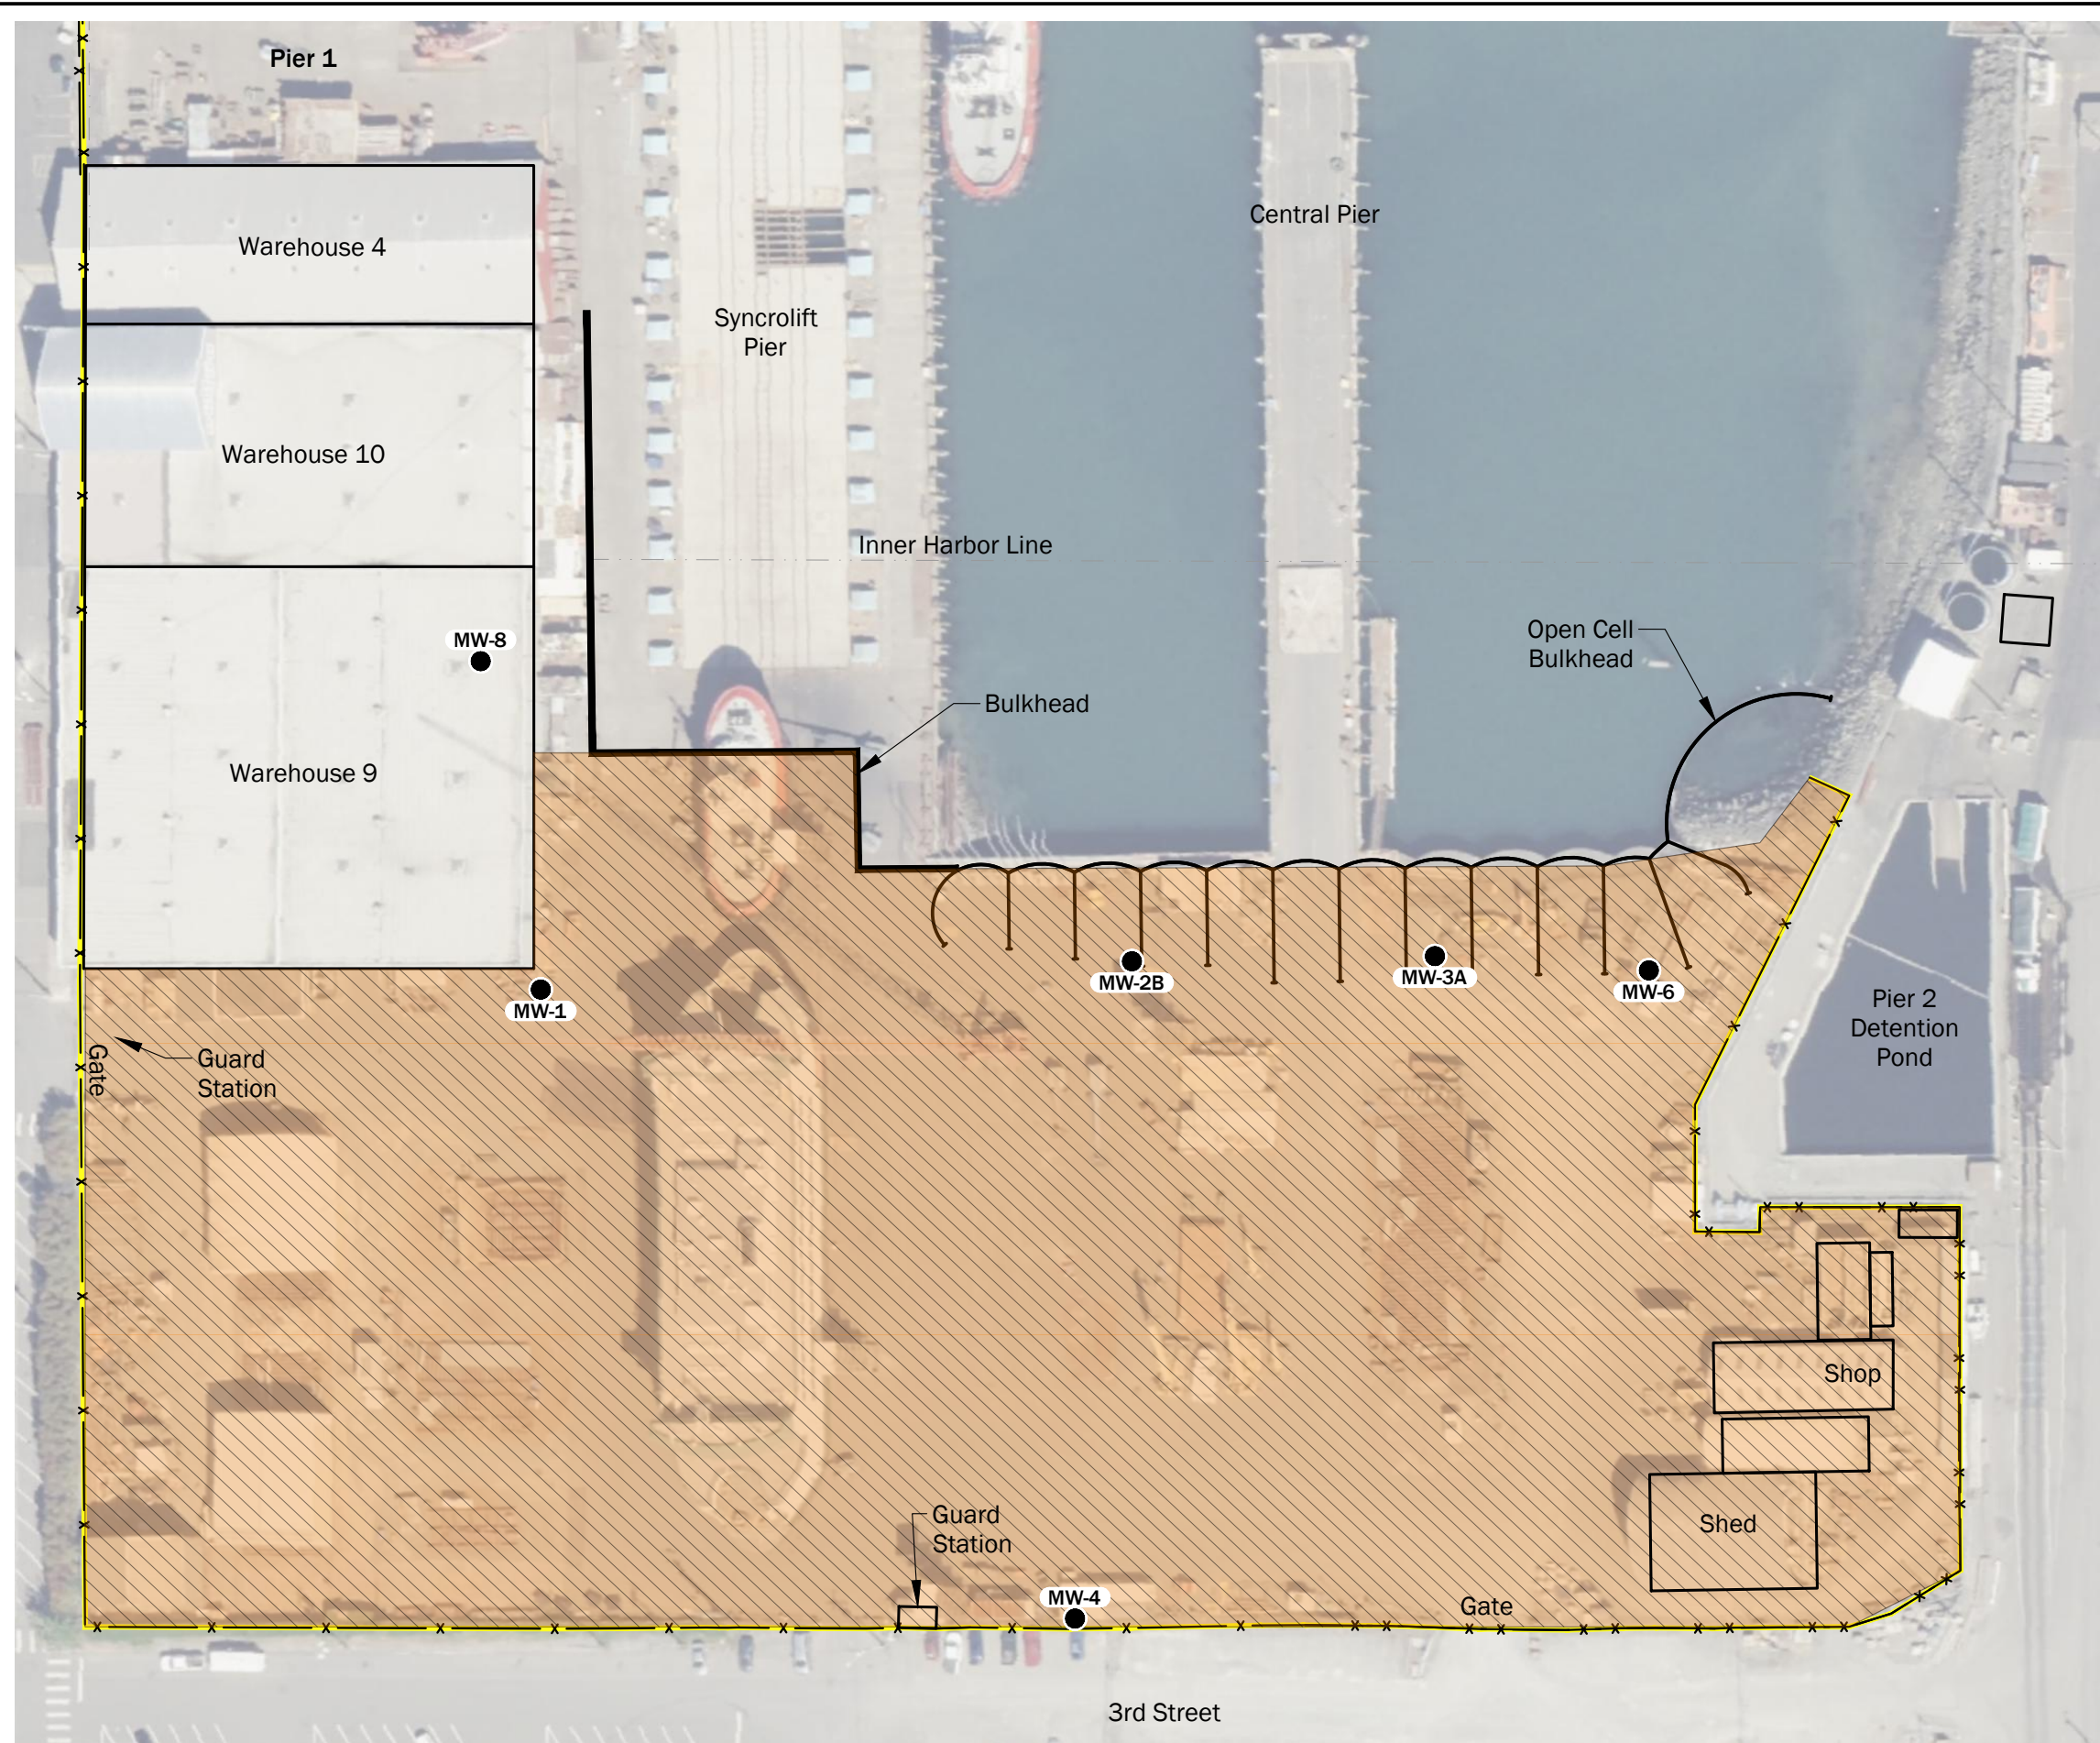 Pier 1
Central Pier
Warehouse 4
Syncrolift
Pier
Warehouse 10
Inner Harbor Line
MW-8
Open Cell
Bulkhead
Bulkhead
Warehouse 9
MW-1
MW-2B
MW-3A
MW-6
Pier 2
Detention
Pond
Gate
Guard
Station
Shop
Guard
Station
Shed
MW-4
Gate
3rd Street